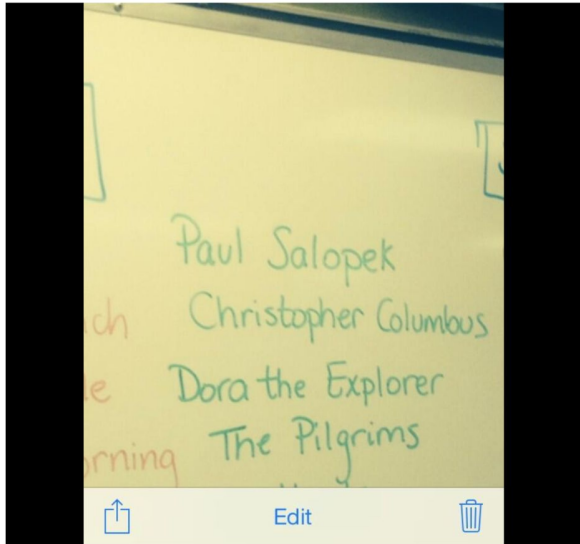 Paul Salopek
Christopher Columbus
Dora the Explorer
The Pilgrims
Edit